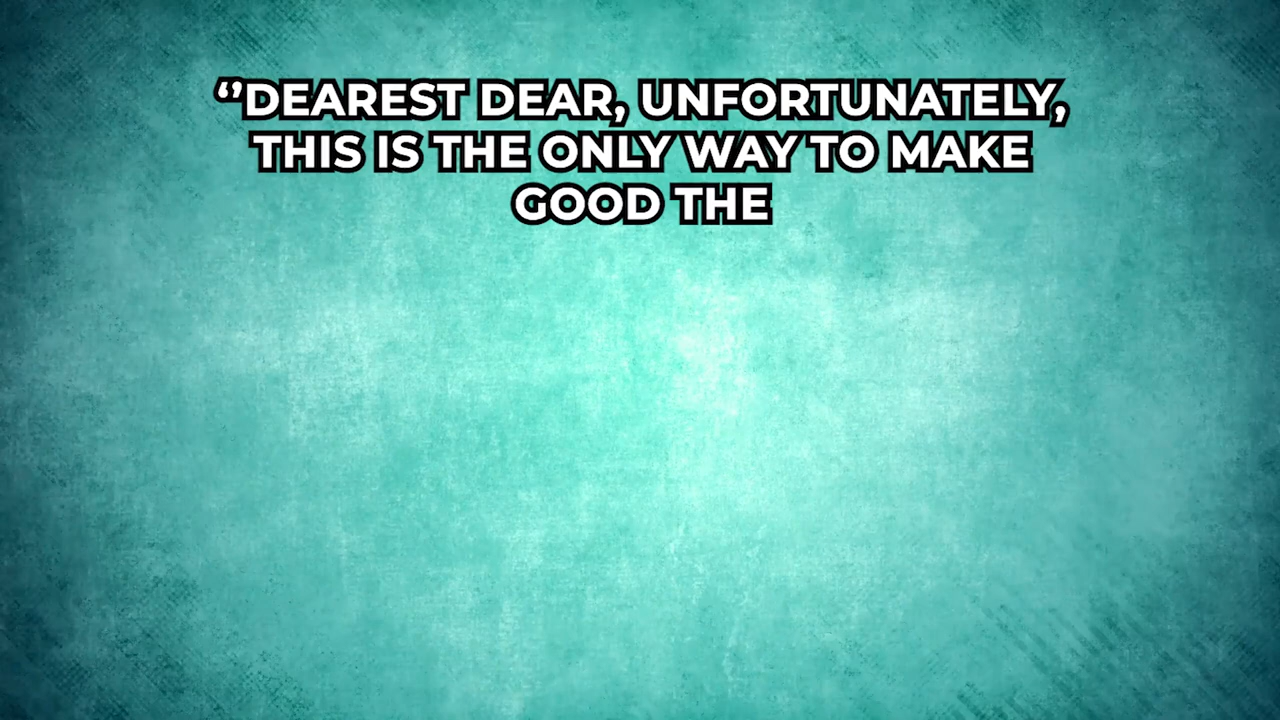 ‘’DEAREST DEAR, UNFORTUNATELY,
THIS IS THE ONLY WAY TO MAKE
GOOD THE